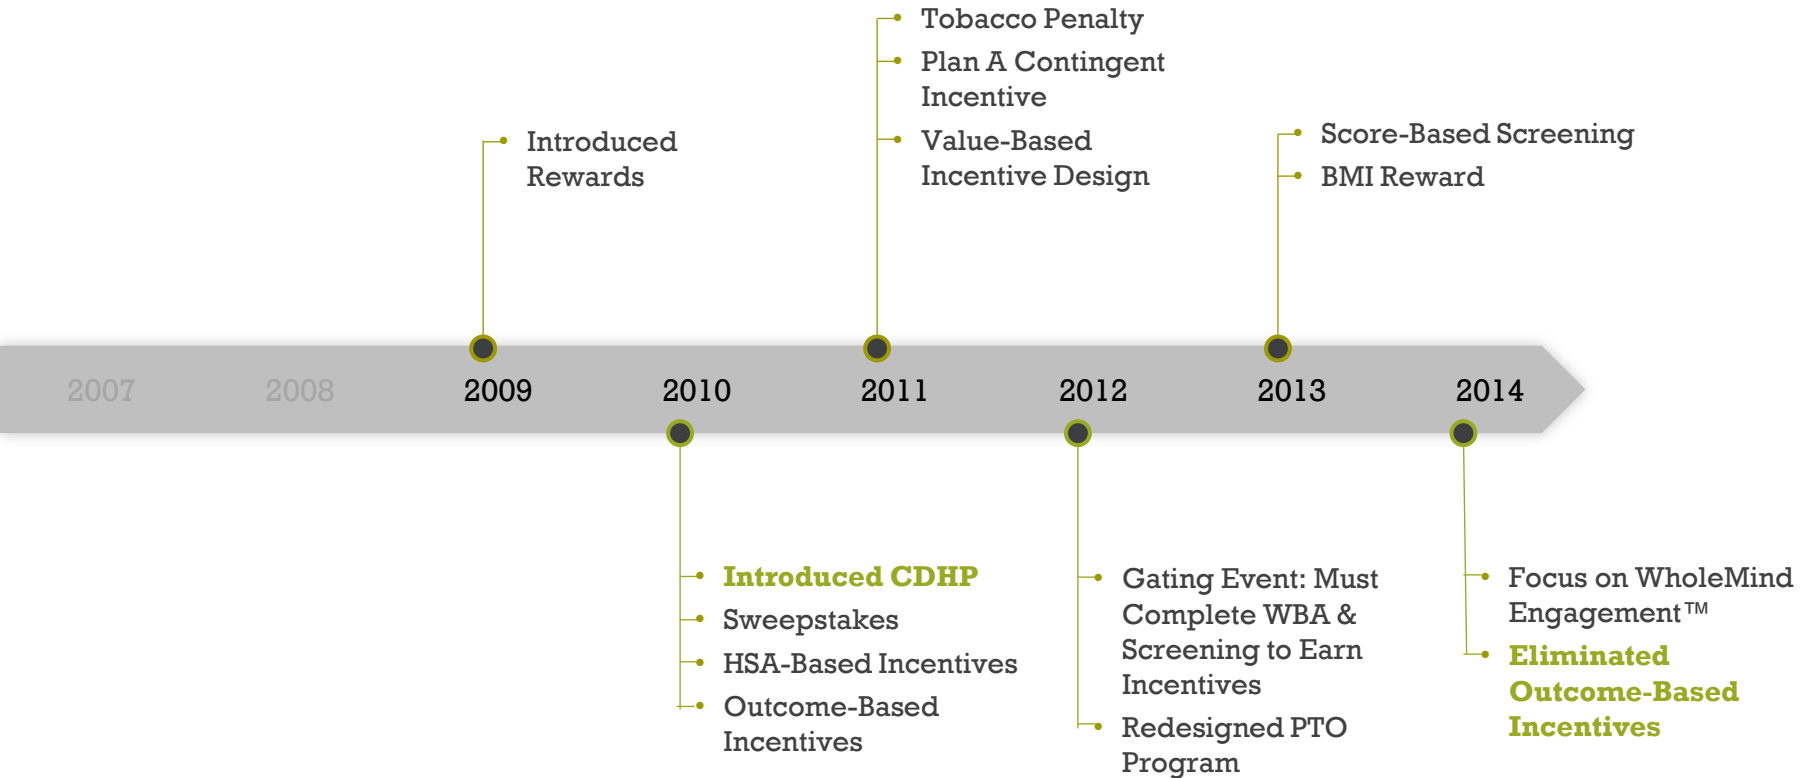 Tobacco Penalty
Plan A Contingent
Incentive
Value-Based
Incentive Design
Introduced
Rewards
Score-Based Screening
BMI Reward
2007 2008 2009 2010 2011 2012 2013 2014
Introduced CDHP
Sweepstakes
HSA-Based Incentives
Outcome-Based
Incentives
Gating Event: Must
Complete WBA &
Screening to Earn
Incentives
Redesigned PTO
Program
Focus on WholeMind
Engagement™
Eliminated
Outcome-Based
Incentives